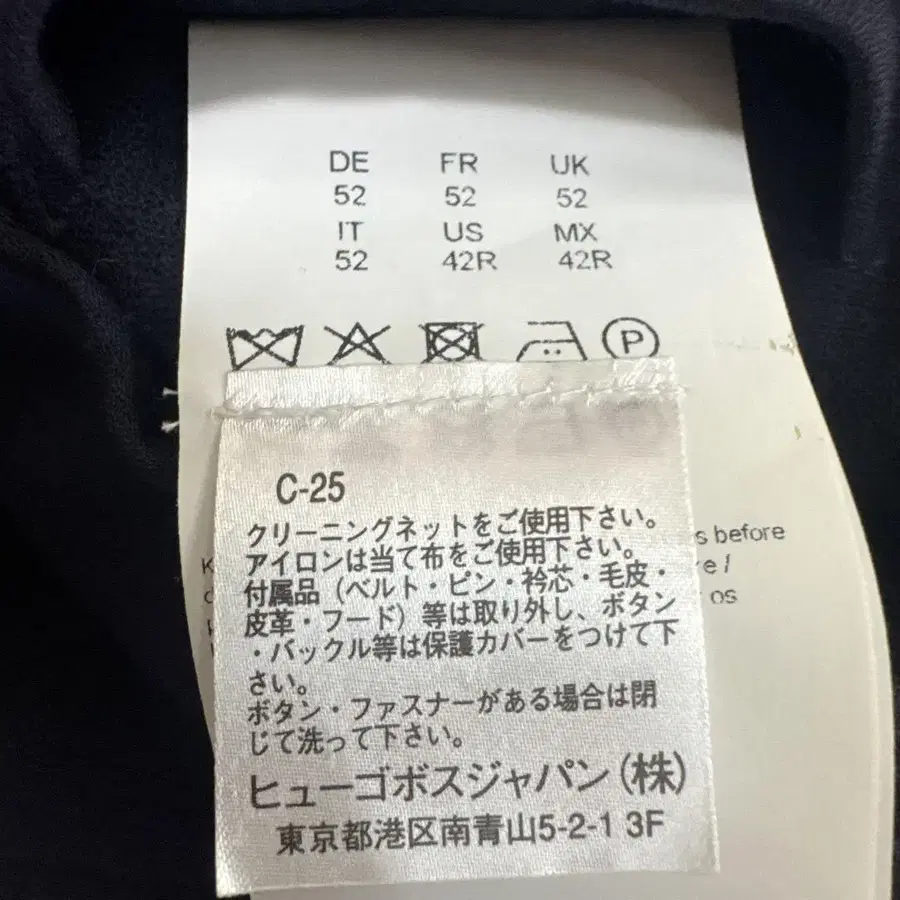 DE FR UK
52 52 52
IT US MX
52 42R 42R
P
C-25
クリーニングネットをご使用下さい。
アイロンは当て布をご使用下さい。
付属品(ベルト・ピン・衿芯・毛皮・
皮革・フード)等は取り外し、ボタン
・バックル等は保護カバーをつけて下
さい。
ボタン・ファスナーがある場合は閉
じて洗って下さい。
ヒューゴボスジャパン(株)
東京都港区南青山5-2-1 3F
before
os